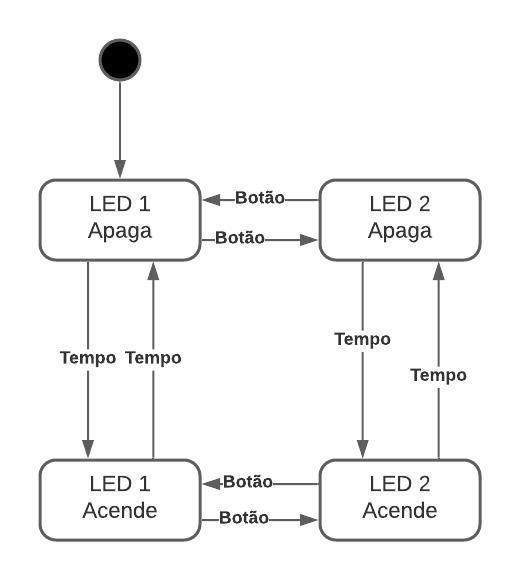 LED 1
Apaga
Botão
Botão
LED 2
Apaga
Tempo
Tempo
Tempo
Tempo
LED 1
Acende
Botão
Botão
LED 2
Acende